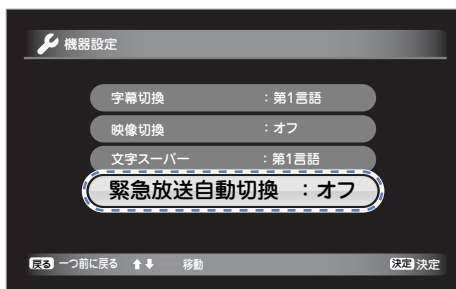 機器設定
字幕切換 ：第1言語
映像切換 ：オフ
文字スーパー ：第1言語
緊急放送自動切換 ：オフ
戻る 一つ前に戻る ⬆⬇ 移動 決定 決定